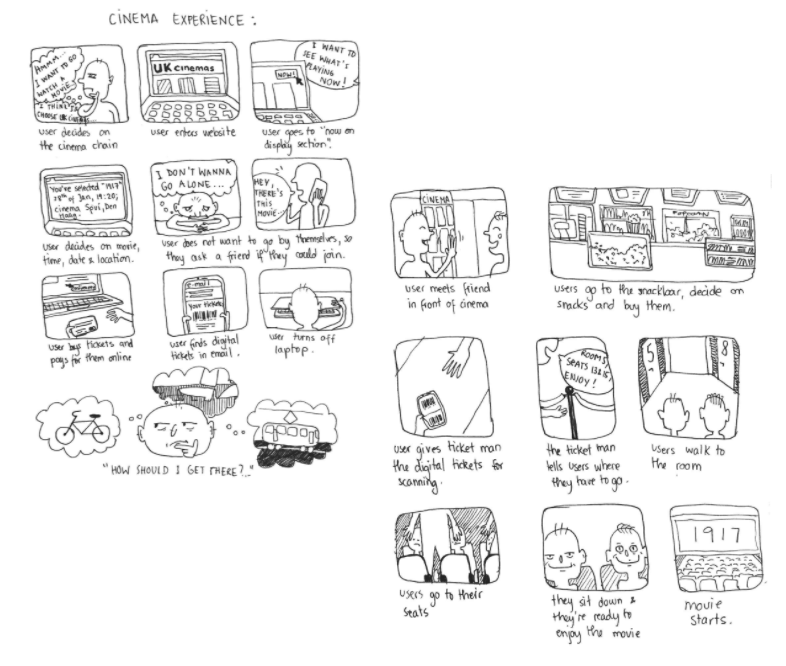 CINEMA EXPERIENCE :
HMMM...
I WANT TO GO
WATCH A
MOVIE.
I THINK I
CHOOSE UK CINEMAS
user decides on
the cinema chain
UK cinemas
user enters website
I WANT TO
SEE WHAT'S
PLAYING
NOW!
NOW!
user goes to "now on
display section".
You've selected "1917"
28th of Jan, 19:20;
cinema Spui, Den
Haag.
user decides on movie,
time, date & location.
I DON'T WANNA
GO ALONE....
HEY,
THERE'S
THIS
MOVIE..
user does not want to go by themselves, so
they ask a friend if they could join.
user buys tickets and
pays for them online
e-mail
Your tickets
user finds digital
tickets in email.
user turns off
laptop.
"HOW SHOULD I GET THERE?.."
CINEMA
user meets friend
in front of cinema
POPCORN
users go to the snackbar, decide on
snacks and buy them.
user gives ticket man
the digital tickets for
scanning.
ROOM 5,
SEATS 13&15,
ENJOY!
the ticket man
tells users where
they have to go.
5
8
users walk to
the room
users go to their
seats
they sit down &
they're ready to
enjoy the movie
1917
movie
starts.